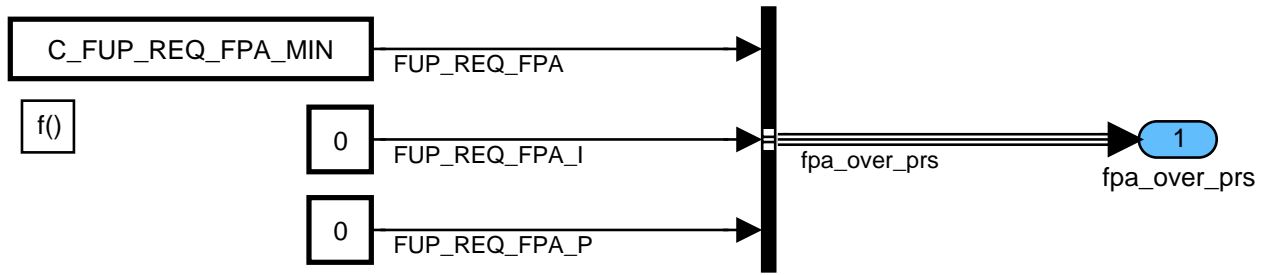 C_FUP_REQ_FPA_MIN
FUP_REQ_FPA
f()
0
FUP_REQ_FPA_I
fpa_over_prs
1
fpa_over_prs
0
FUP_REQ_FPA_P